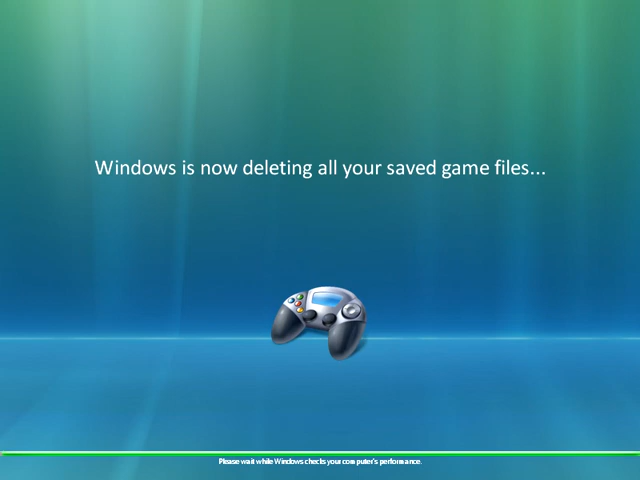 Windows is now deleting all your saved game files...
Please wait while Windows checks your computer's performance.